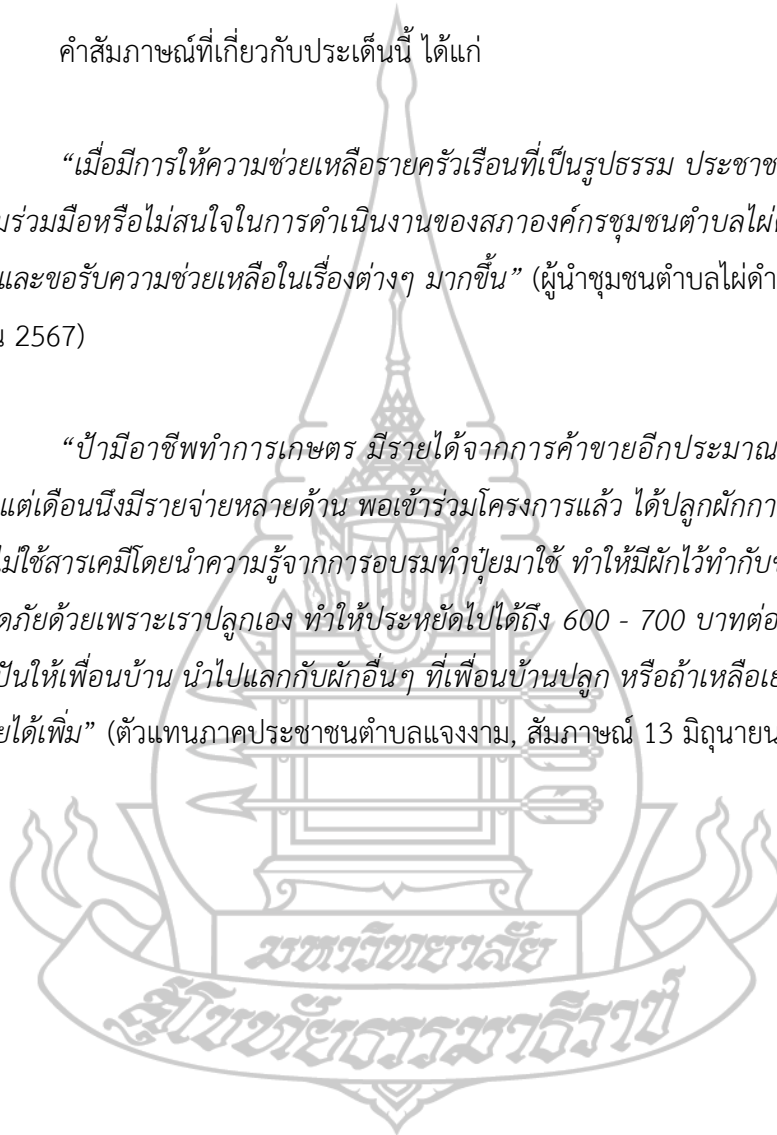 คำสัมภาษณ์ที่เกี่ยวกับประเด็นนี้ ได้แก่
“เมื่อมีการให้ความช่วยเหลือรายครัวเรือนที่เป็นรูปธรรม
ร่วมมือหรือไม่สนใจในการดำเนินงานของสภาองค์กรชุมชนตำบล
และขอรับความช่วยเหลือในเรื่องต่างๆ มากขึ้น” (ผู้นำชุมชนตำบลไผ่ดำ
2567)
“ป้ามีอาชีพทำการเกษตร มีรายได้จากการค้าขายอีกประมาณ
แต่เดือนนึงมีรายจ่ายหลายด้าน พอเข้าร่วมโครงการแล้ว ได้ปลูกผัก
ไม่ใช้สารเคมีโดยนำความรู้จากการอบรมทำปุ๋ยมาใช้ ทำให้มีผักไว้ทำกับ
ภัยด้วยเพราะเราปลูกเอง ทำให้ประหยัดไปได้ถึง 600 - 700 บาทต่อ
ปันให้เพื่อนบ้าน นำไปแลกกับผักอื่นๆ ที่เพื่อนบ้านปลูก หรือถ้าเหลือ
ได้เพิ่ม” (ตัวแทนภาคประชาชนตำบลแจงงาม, สัมภาษณ์ 13 มิถุนายน
มหาวิทยาลัย
สุโขทัยธรรมาธิราช